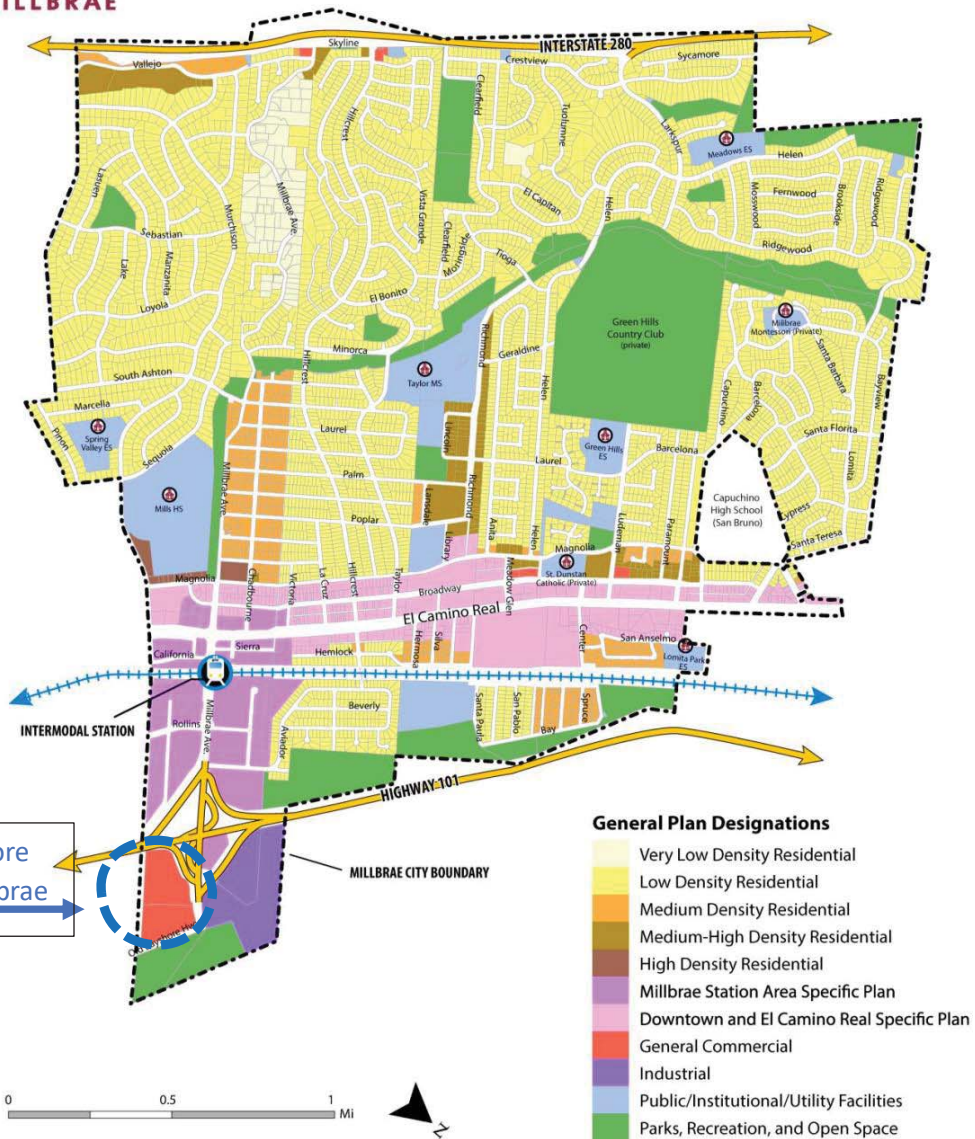 ILLBRAE
INTERSTATE 280
Skyline
Vallejo
Crestview
Sycamore
Clearfield
Tuolumne
Larkspur
Hillcrest
Meadows ES
Helen
Lasuen
Millbrae Ave.
Murchison
Vista Grande
El Capitan
Helen
Mosswood
Fernwood
Brookside
Ridgewood
Sebastian
Clearfield
Morningside
Tioga
Ridgewood
Lake
Manzanita
Loyola
El Bonito
Richmond
Green Hills
Country Club
(private)
Millbrae
Montessori (Private)
Santa Barbara
Bayview
Minorca
Geraldine
Hillcrest
Taylor MS
Helen
Capuchino
Barcelona
South Ashton
Marcella
Spring
Valley ES
Pinon
Sequoia
Laurel
Lincoln
Green Hills
ES
Barcelona
Santa Florita
Lomita
Laurel
Millbrae Ave.
Palm
Richmond
Mills HS
Lansdale
Capuchino
High School
(San Bruno)
Cypress
Santa Teresa
Poplar
Library
Anita
Helen
Magnolia
Ludeman
Paramount
Magnolia
Chadbourne
Victoria
La Cruz
Hillcrest
Taylor
Broadway
Meadow Glen
St. Dunstan
Catholic (Private)
El Camino Real
California
Sierra
Hemlock
Hermosa
Silva
Center
San Anselmo
Lomita Park
ES
INTERMODAL STATION
Millbrae Ave.
Rollins
Aviador
Beverly
Santa Paula
San Pablo
Bay
Spruce
HIGHWAY 101
MILLBRAE CITY BOUNDARY
ore
brae
General Plan Designations
Very Low Density Residential
Low Density Residential
Medium Density Residential
Medium-High Density Residential
High Density Residential
Millbrae Station Area Specific Plan
Downtown and El Camino Real Specific Plan
General Commercial
Industrial
Public/Institutional/Utility Facilities
Parks, Recreation, and Open Space
0 0.5 1
Mi
N